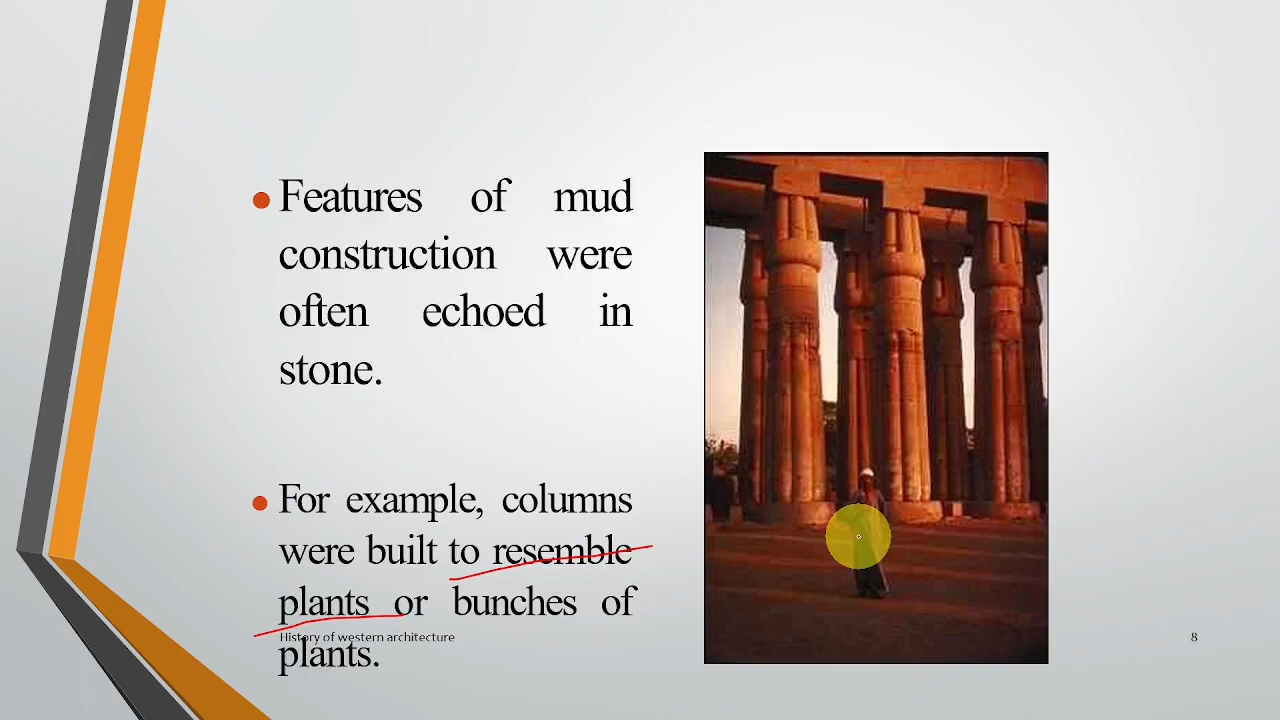 Features of mud
construction were
often echoed in
stone.
For example, columns
were built to resemble
plants or bunches of
plants.
History of western architecture
8